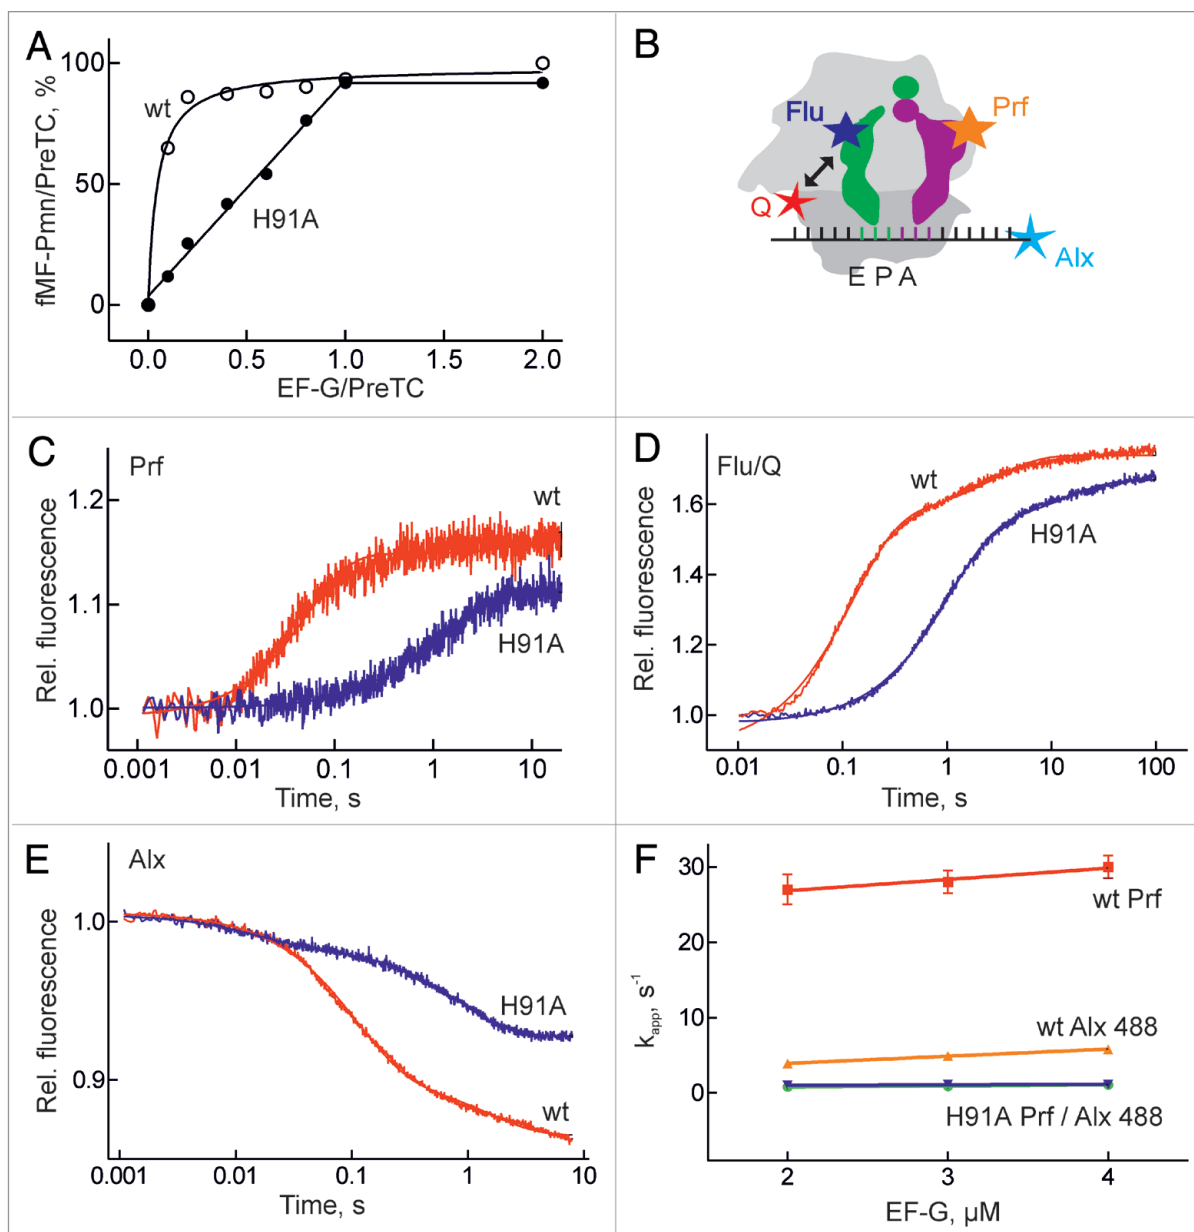 A
fMF-Pmn/PreTC, %
100
50
0
wt
H91A
0.0 0.5 1.0 1.5 2.0
EF-G/PreTC
B
Flu
Prf
Q
Alx
E P A
C
Prf
Rel. fluorescence
1.2
1.1
1.0
wt
H91A
0.001 0.01 0.1 1 10
Time, s
D
Flu/Q
Rel. fluorescence
1.6
1.4
1.2
1.0
wt
H91A
0.01 0.1 1 10 100
Time, s
E
Alx
Rel. fluorescence
1.0
0.9
H91A
wt
0.001 0.01 0.1 1 10
Time, s
F
kapp, s-1
30
20
10
0
wt Prf
wt Alx 488
H91A Prf / Alx 488
2 3 4
EF-G, µM